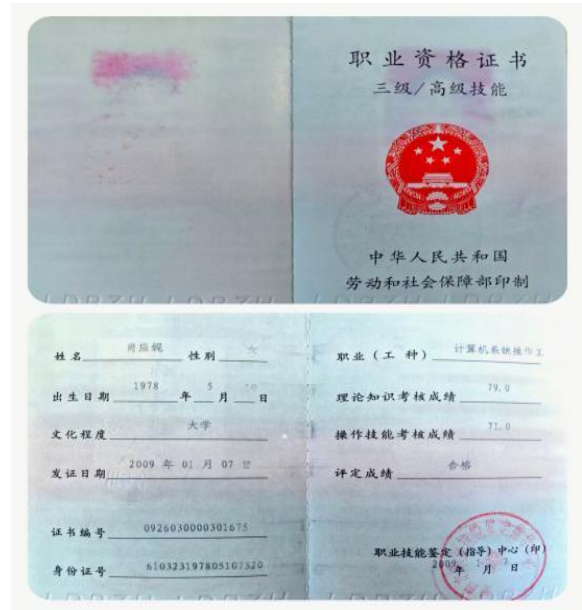 职业资格证书
三级/高级技能
中华人民共和国
劳动和社会保障部印制
姓名 性别 女
出生日期 1978 年 5 月 日
文化程度 大学
发证日期 2009 年 01 月 07 日
证书编号 0926030000301675
身份证号 610323197805107320
职业(工 种) 计算机系统操作工
理论知识考核成绩 79.0
操作技能考核成绩 71.0
评定成绩 合格
职业技能鉴定(指导)中心(印)
2009 年 月 日